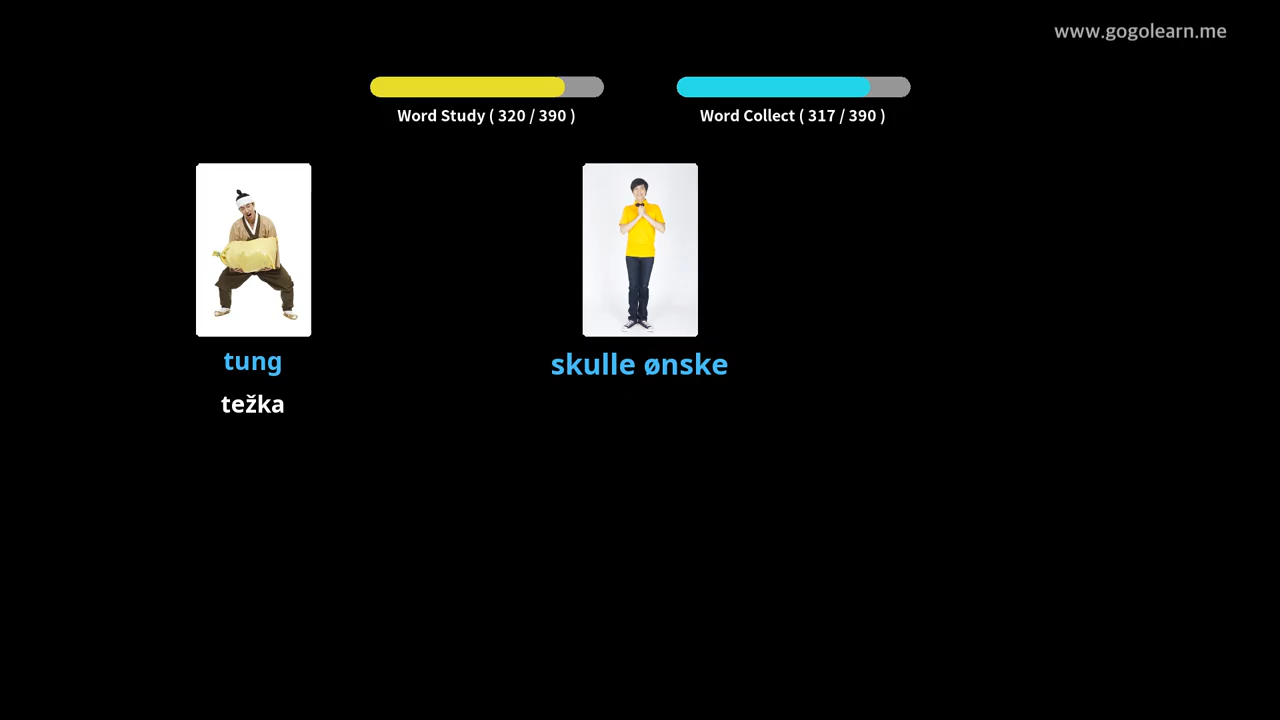 www.gogolearn.me
Word Study ( 320 / 390 )
Word Collect ( 317 / 390 )
tung
skulle ønske
težka